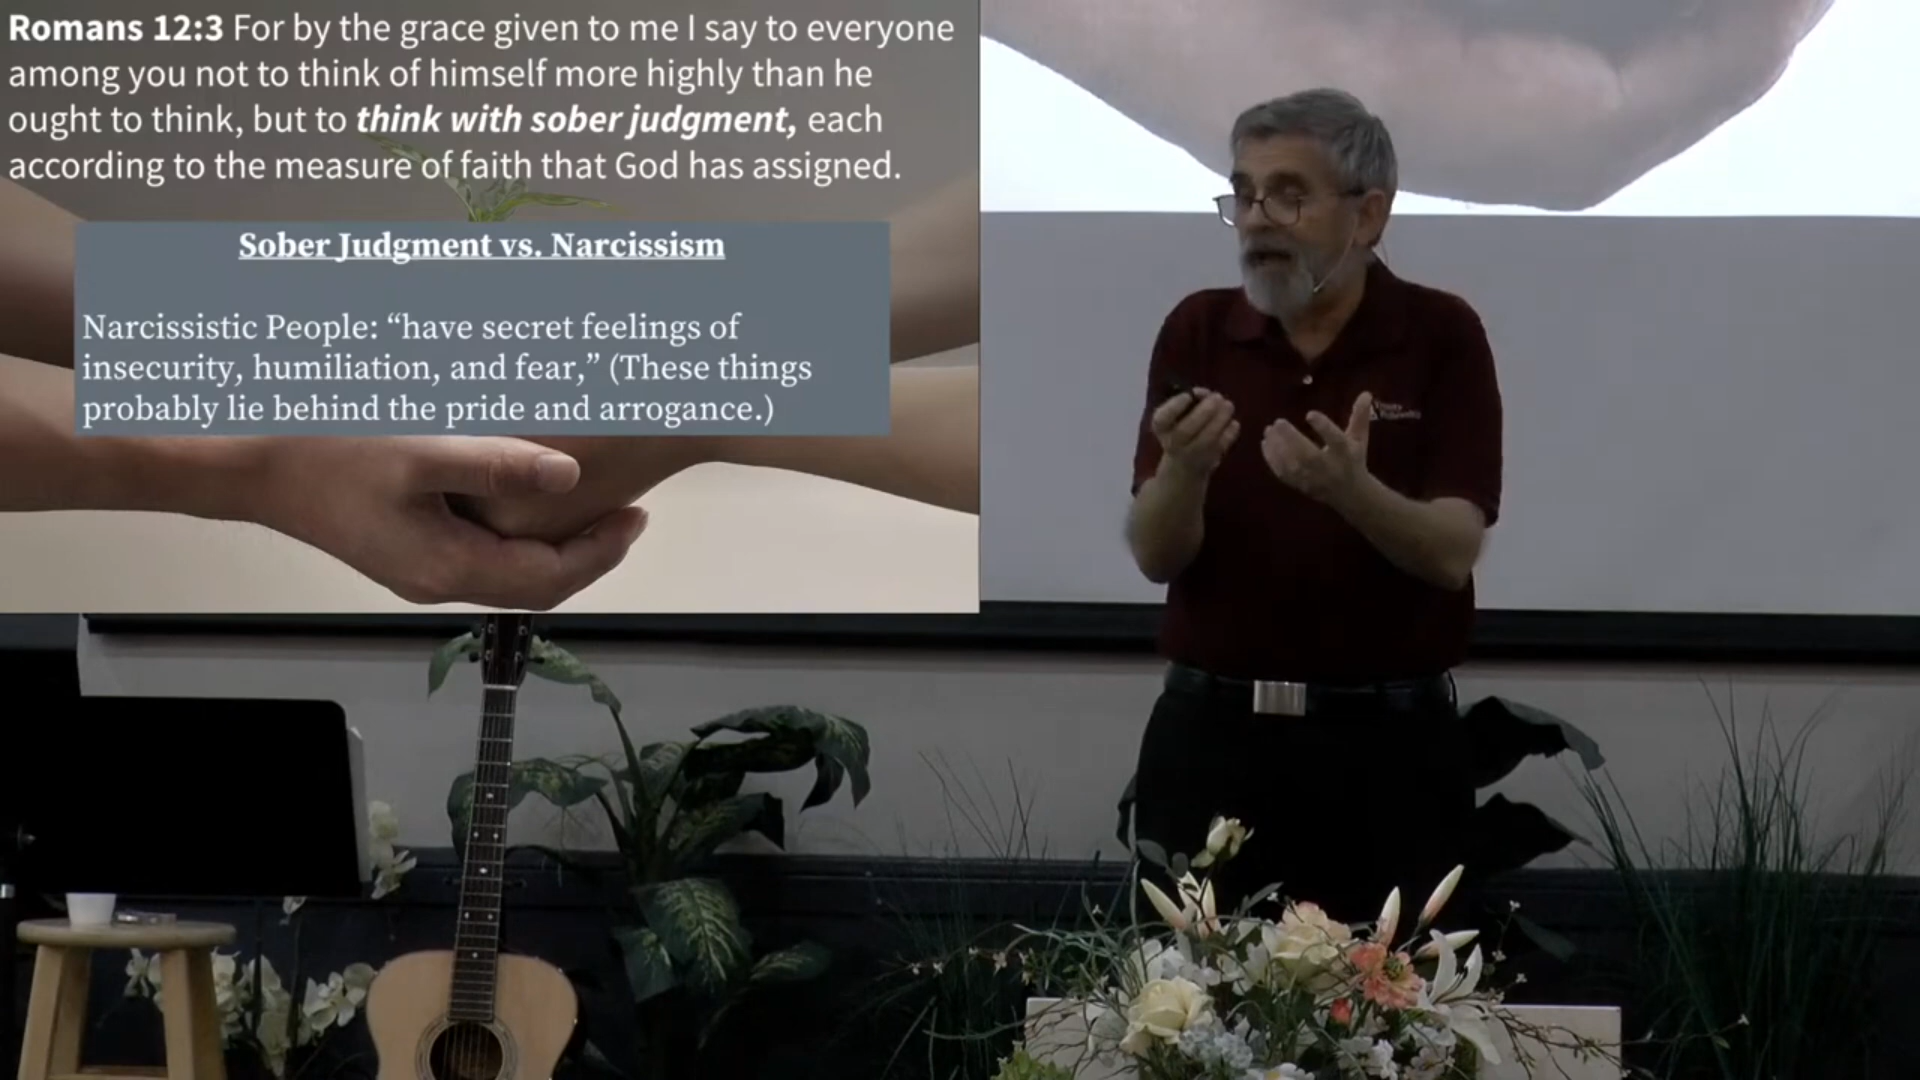 Romans 12:3 For by the grace given to me I say to everyone
among you not to think of himself more highly than he
ought to think, but to think with sober judgment, each
according to the measure of faith that God has assigned.
Sober Judgment vs. Narcissism
Narcissistic People: “have secret feelings of
insecurity, humiliation, and fear,” (These things
probably lie behind the pride and arrogance.)